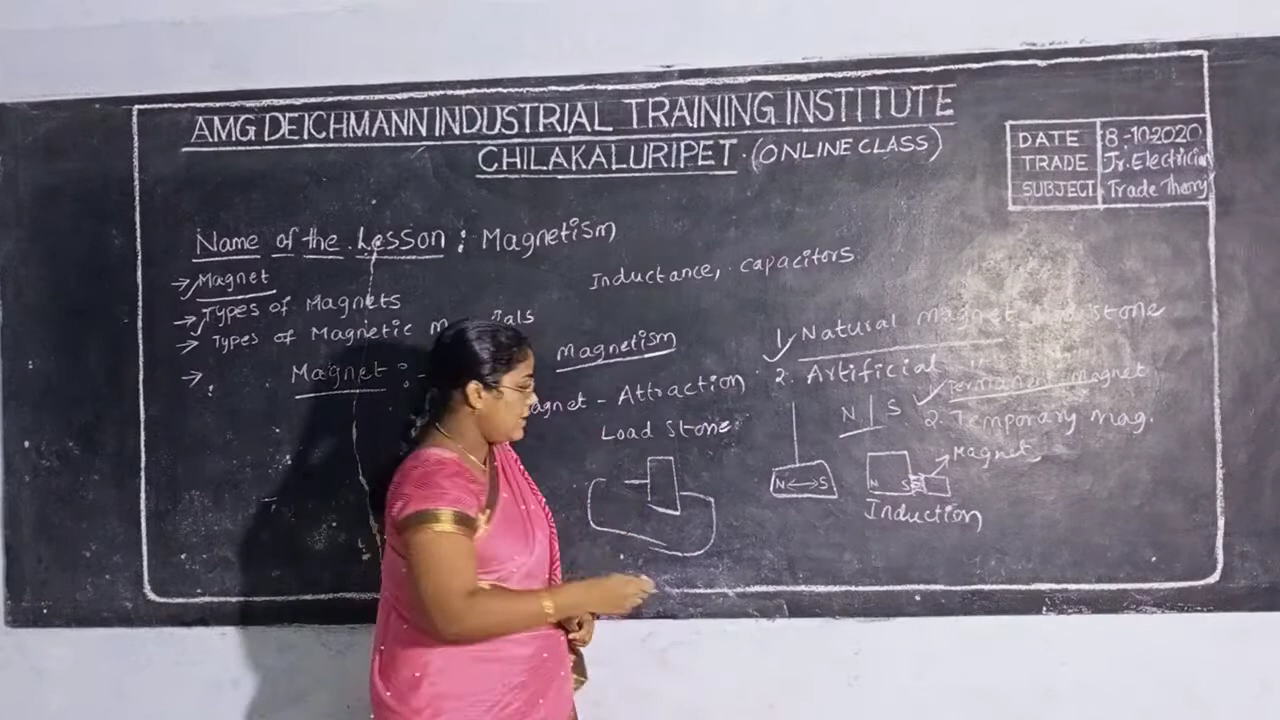 AMG DEICHMANN INDUSTRIAL TRAINING INSTITUTE
CHILAKALURIPET. (ONLINE CLASS)
DATE : 8-10-2020
TRADE : Jr. Electrician
SUBJECT : Trade Theory
Name of the Lesson : Magnetism
→ Magnet
→ Types of Magnets
→ Types of Magnetic
→ :
Magnet :-
Inductance, capacitors.
Magnetism
Attraction
Load Stone
1 Natural magnet stone
2. Artificial
Permanent magnet
2. Temporary mag.
N S
N ↔ S
N S
Magnet
Induction